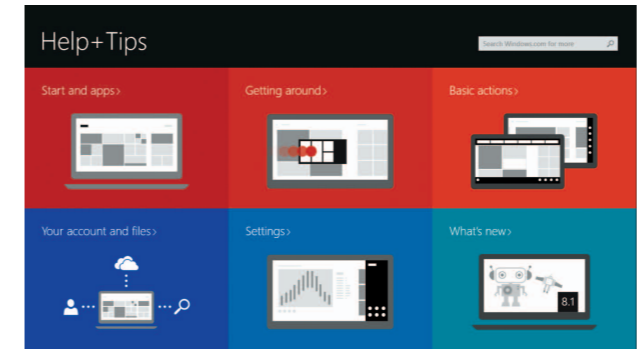 Help+Tips
Search Windows.com for more
Start and apps>
Getting around>
Basic actions>
Your account and files>
Settings>
What's new>
8.1